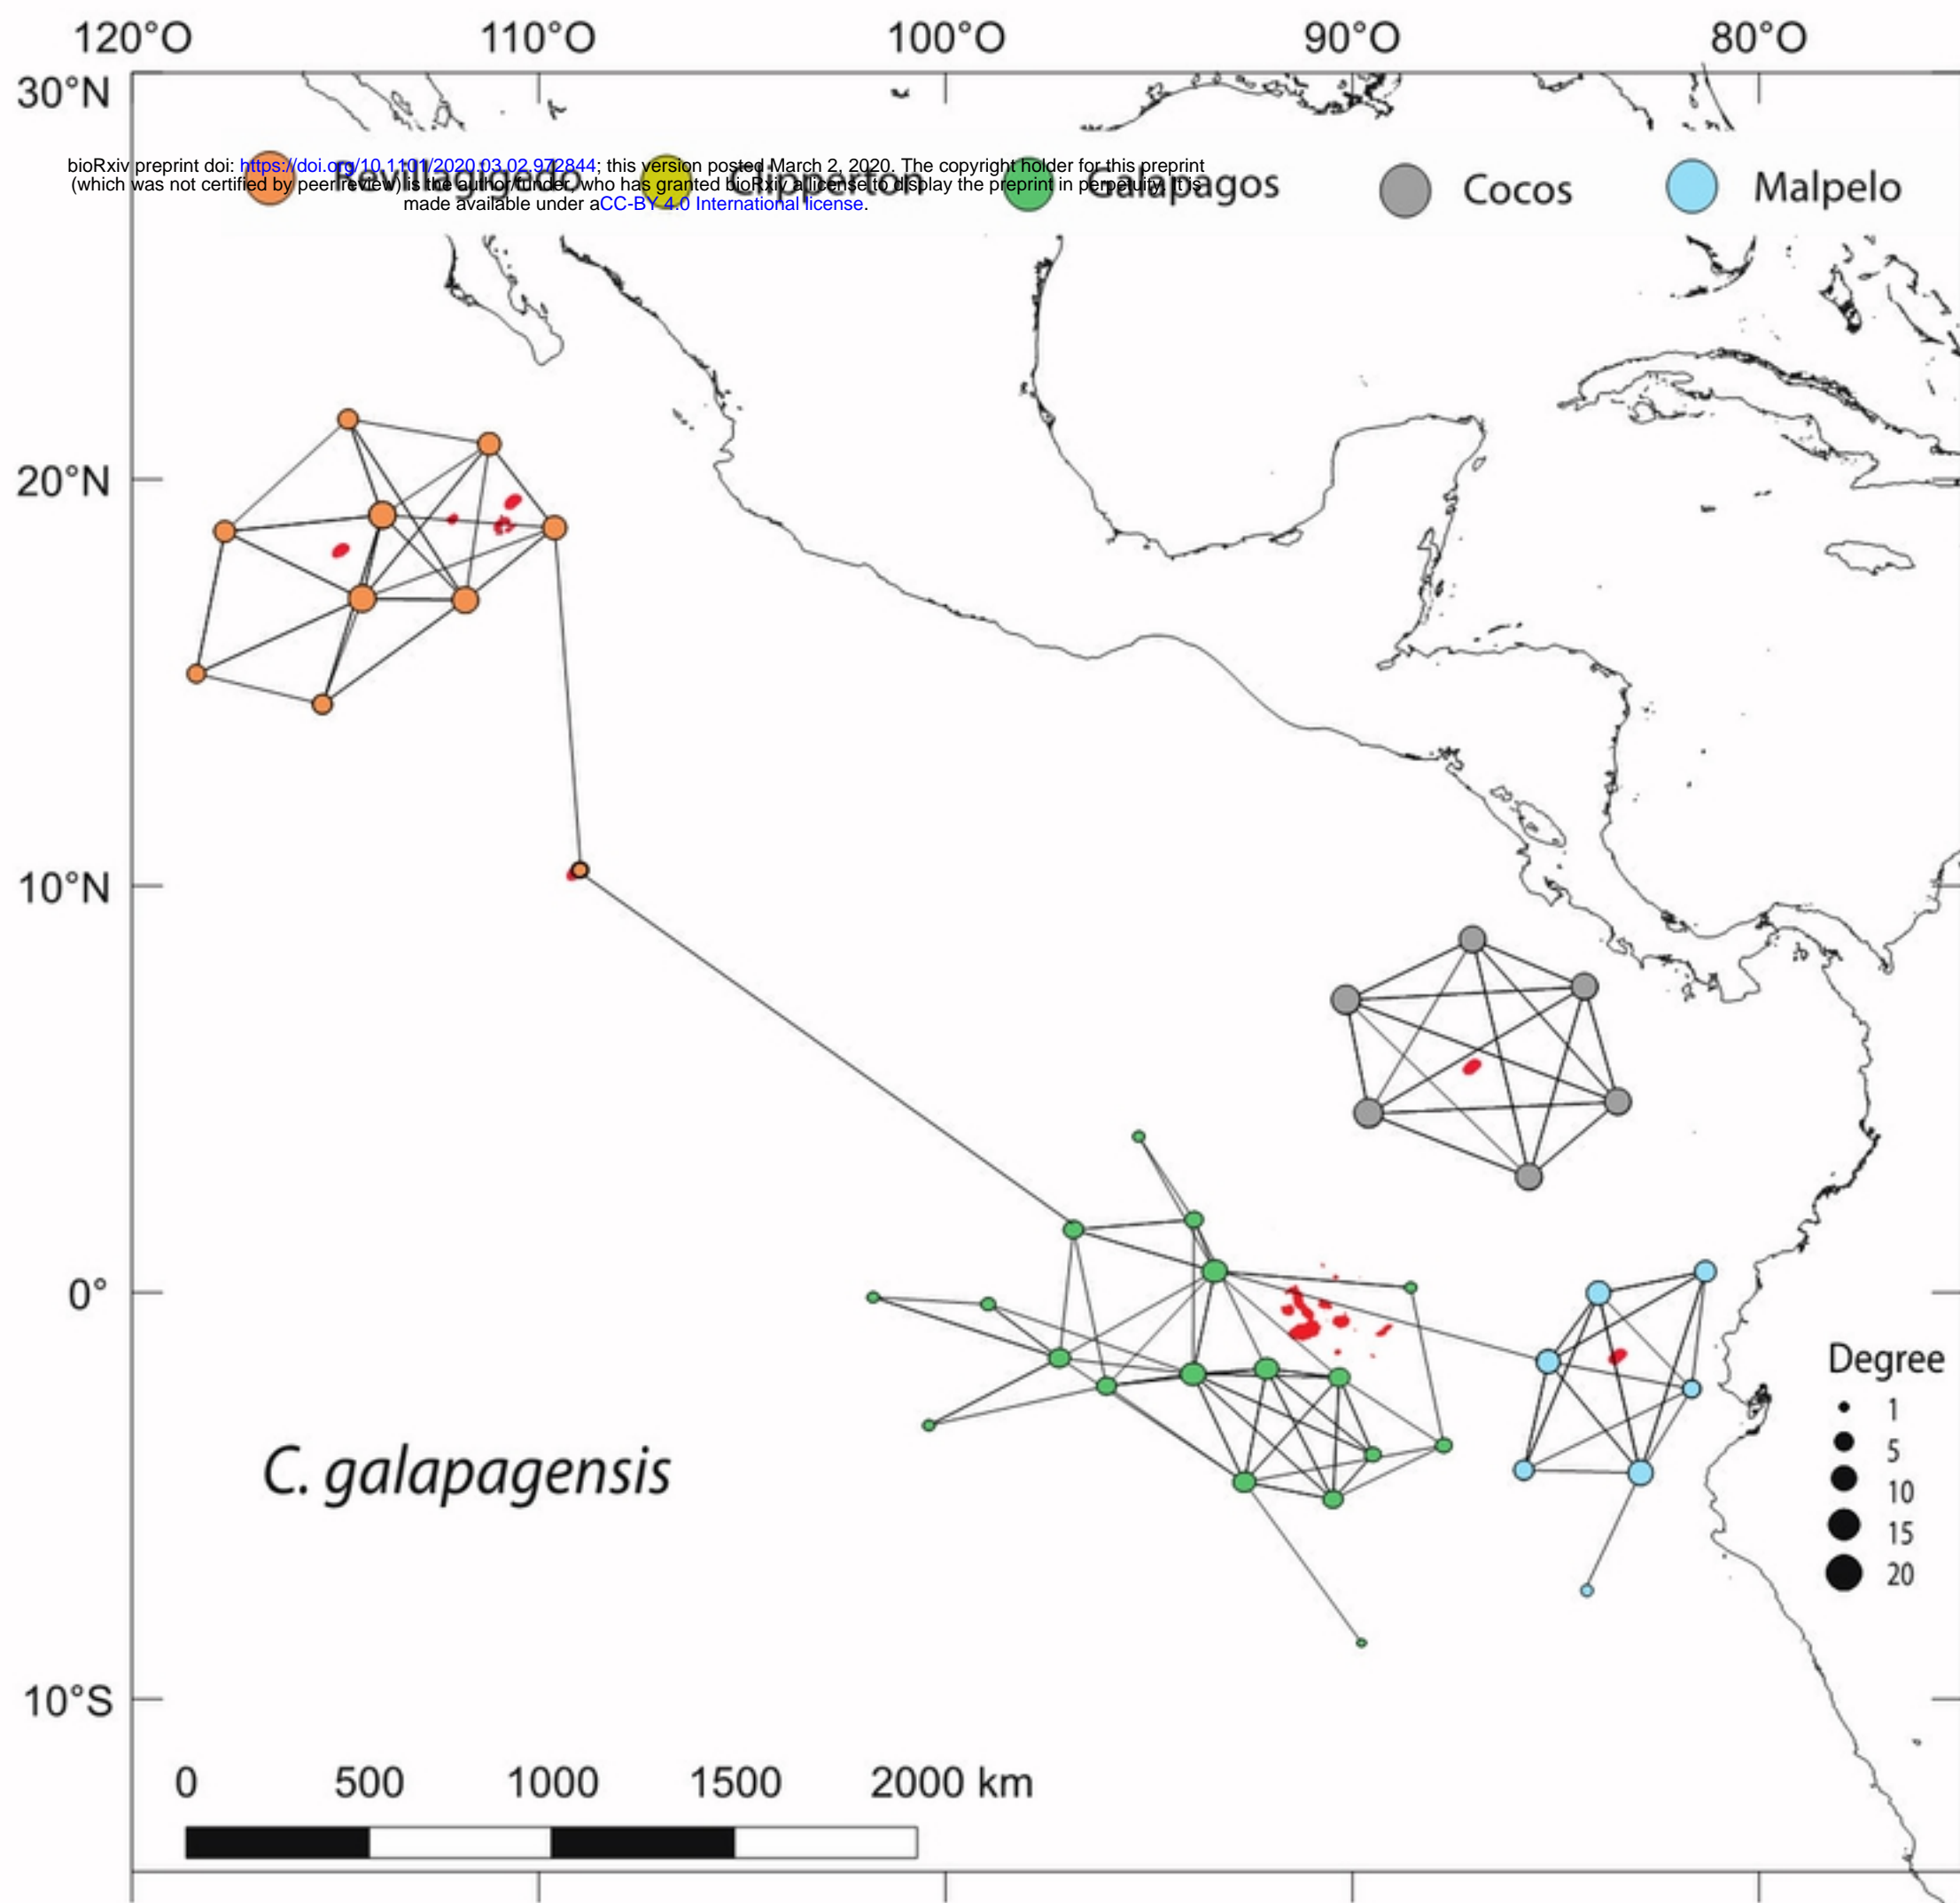 120°O 110°O 100°O 90°O 80°O
30°N
bioRxiv preprint doi: https://doi.org/10.1101/2020.03.02.972844; this version posted March 2, 2020. The copyright holder for this preprint
(which was not certified by peer review) is the author/funder, who has granted bioRxiv a license to display the preprint in perpetuity. It is
made available under aCC-BY 4.0 International license.
Revillagigedo Clipperton Galapagos Cocos Malpelo
20°N
10°N
0°
Degree
1
5
10
15
20
C. galapagensis
10°S
0 500 1000 1500 2000 km